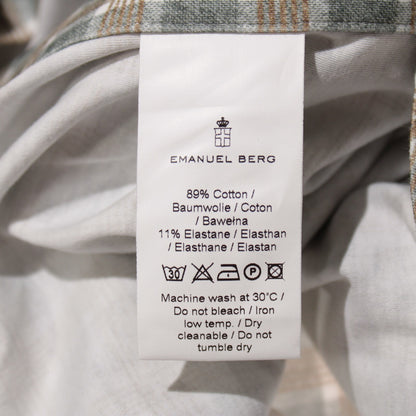 EMANUEL BERG
89% Cotton /
Baumwolle / Coton
/ Bawełna
11% Elastane / Elasthan
/ Elasthane / Elastan
30 P
Machine wash at 30°C /
Do not bleach / Iron
low temp. / Dry
cleanable / Do not
tumble dry